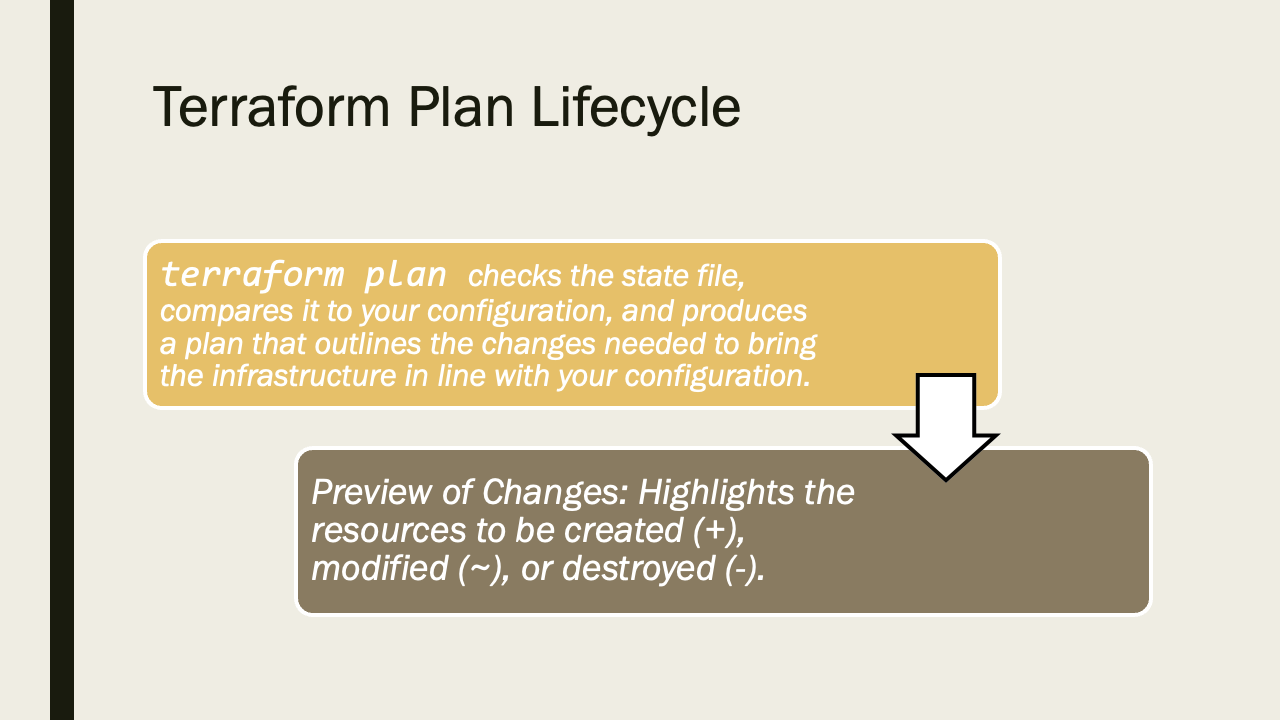 Terraform Plan Lifecycle
terraform plan checks the state file,
compares it to your configuration, and produces
a plan that outlines the changes needed to bring
the infrastructure in line with your configuration.
Preview of Changes: Highlights the
resources to be created (+),
modified (~), or destroyed (-).